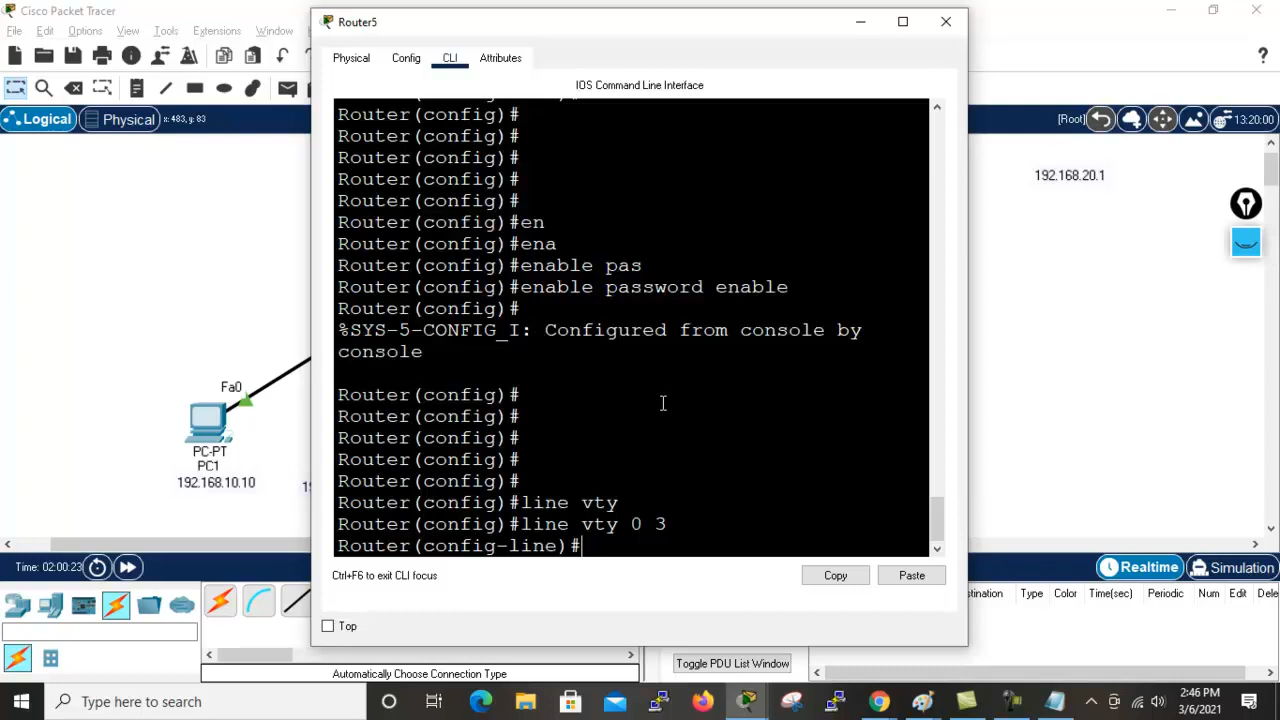 Cisco Packet Tracer
File Edit Options View Tools Extensions Window
Logical
Physical
x: 483, y: 83
[Root]
13:20:00
192.168.20.1
Router5
Physical Config CLI Attributes
IOS Command Line Interface
Router(config)#
Router(config)#
Router(config)#
Router(config)#
Router(config)#
Router(config)#en
Router(config)#ena
Router(config)#enable pas
Router(config)#enable password enable
Router(config)#
%SYS-5-CONFIG_I: Configured from console by
console
Router(config)#
Router(config)#
Router(config)#
Router(config)#
Router(config)#
Router(config)#line vty
Router(config)#line vty 0 3
Router(config-line)#
Ctrl+F6 to exit CLI focus
Copy
Paste
Top
Fa0
PC-PT
PC1
192.168.10.10
Time: 02:00:23
Realtime
Simulation
Type Color Time(sec) Periodic Num Edit
Automatically Choose Connection Type
Toggle PDU List Window
Type here to search
2:46 PM
3/6/2021